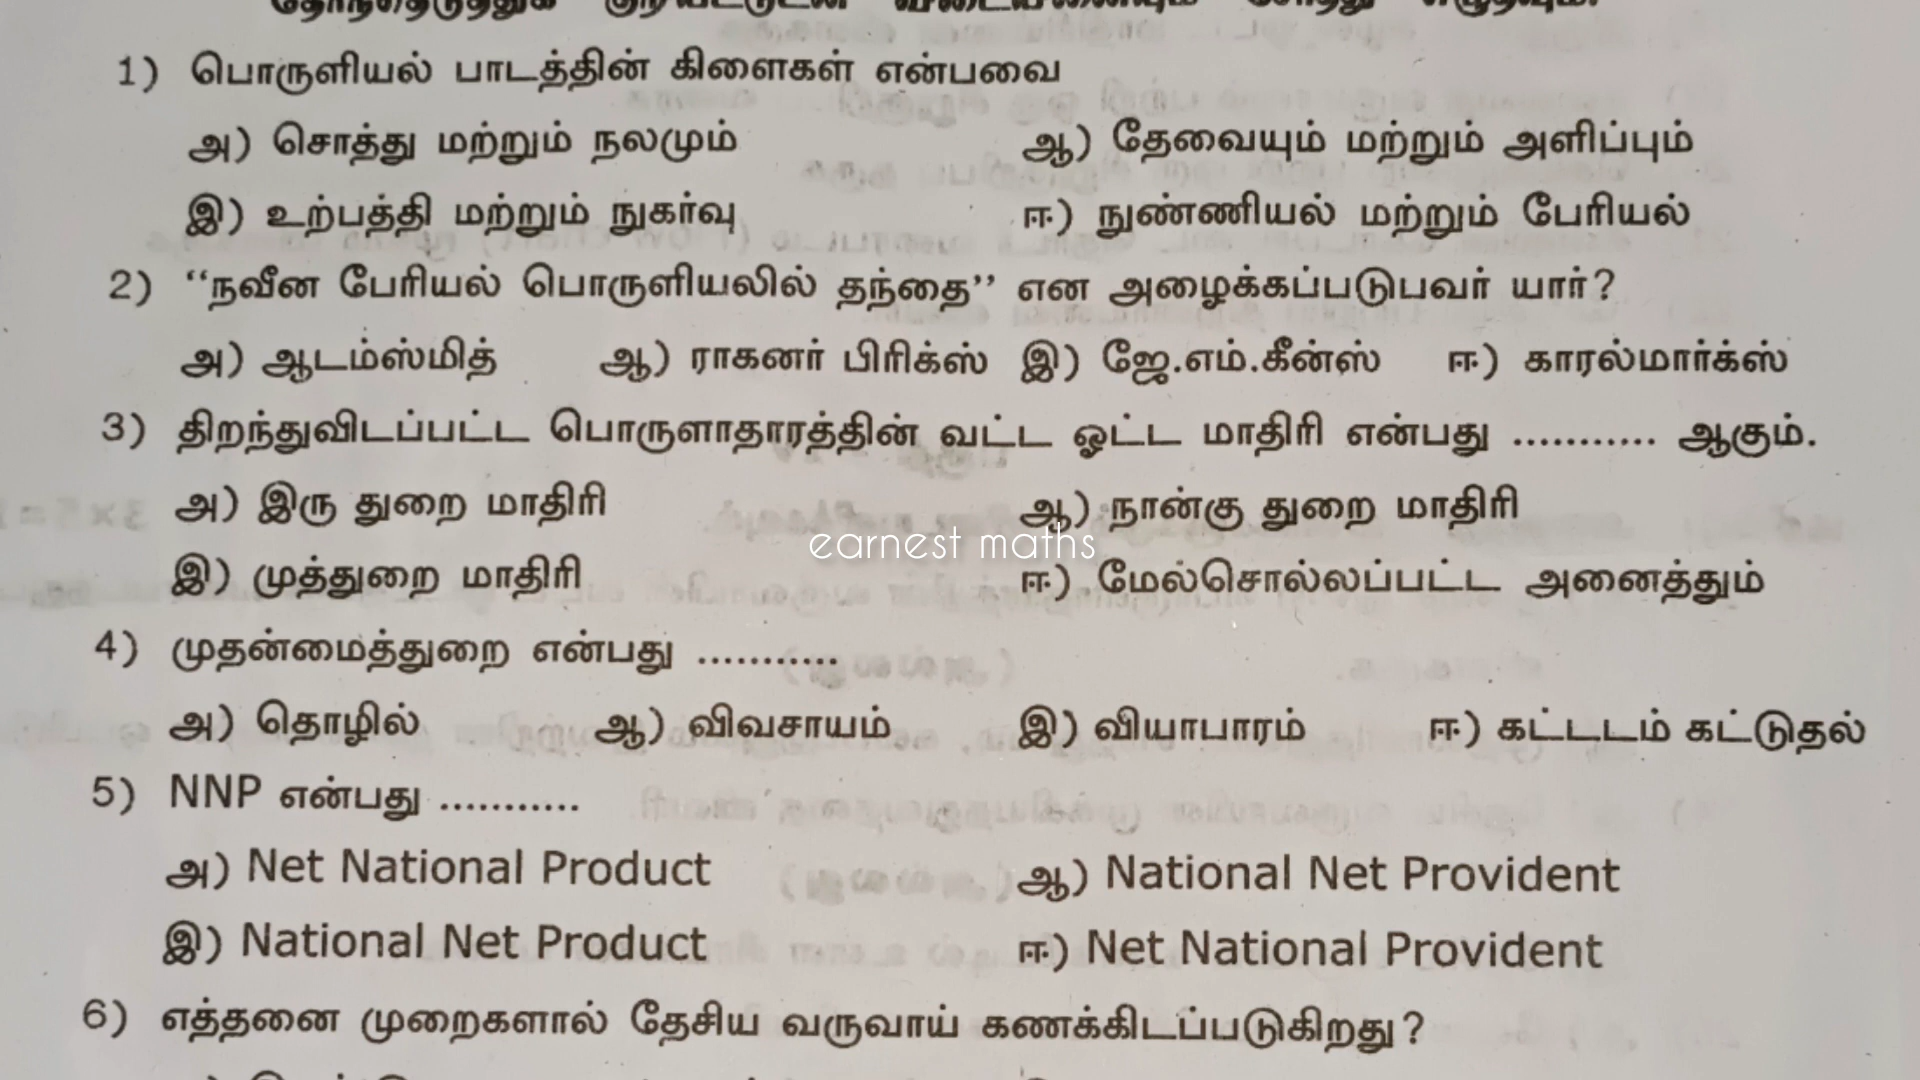 1) பொருளியல் பாடத்தின் கிளைகள் என்பவை
அ) சொத்து மற்றும் நலமும் ஆ) தேவையும் மற்றும் அளிப்பும்
இ) உற்பத்தி மற்றும் நுகர்வு ஈ) நுண்ணியல் மற்றும் பேரியல்
2) “நவீன பேரியல் பொருளியலில் தந்தை” என அழைக்கப்படுபவர் யார்?
அ) ஆடம்ஸ்மித் ஆ) ராகனர் பிரிக்ஸ் இ) ஜே.எம்.கீன்ஸ் ஈ) காரல்மார்க்ஸ்
3) திறந்துவிடப்பட்ட பொருளாதாரத்தின் வட்ட ஓட்ட மாதிரி என்பது ........... ஆகும்.
அ) இரு துறை மாதிரி ஆ) நான்கு துறை மாதிரி
earnest maths
இ) முத்துறை மாதிரி ஈ) மேல்சொல்லப்பட்ட அனைத்தும்
4) முதன்மைத்துறை என்பது ...........
அ) தொழில் ஆ) விவசாயம் இ) வியாபாரம் ஈ) கட்டடம் கட்டுதல்
5) NNP என்பது ...........
அ) Net National Product ஆ) National Net Provident
இ) National Net Product ஈ) Net National Provident
6) எத்தனை முறைகளால் தேசிய வருவாய் கணக்கிடப்படுகிறது?